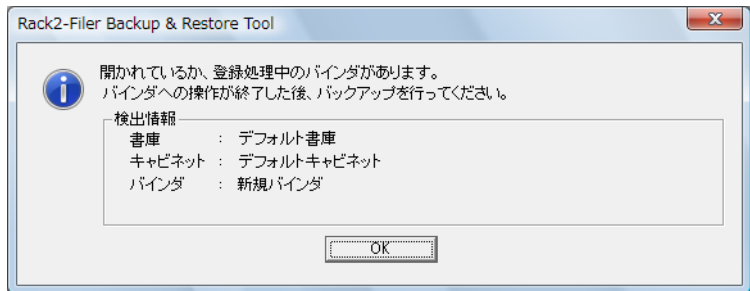 Rack2-Filer Backup & Restore Tool
開かれているか、登録処理中のバインダがあります。
バインダへの操作が終了した後、バックアップを行ってください。
検出情報
書庫 : デフォルト書庫
キャビネット : デフォルトキャビネット
バインダ : 新規バインダ
OK